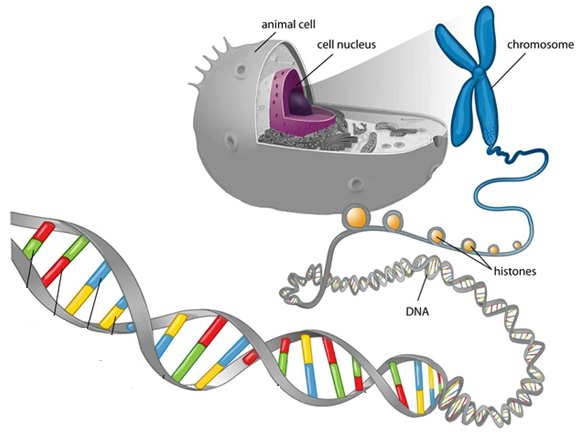 animal cell
cell nucleus
chromosome
histones
DNA